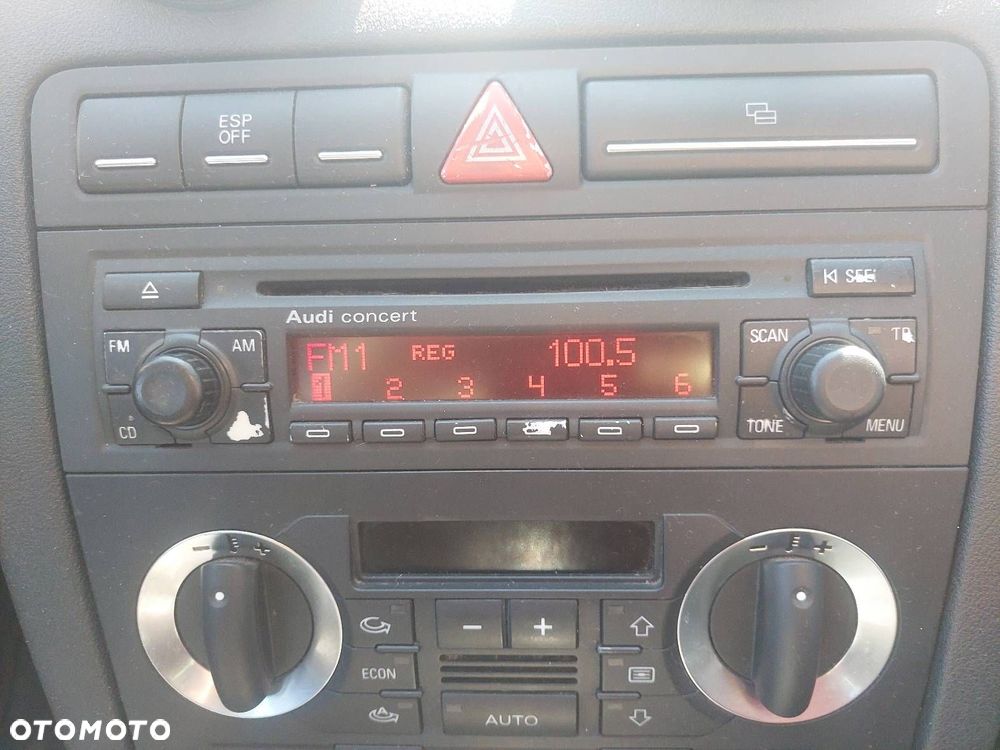 ESP
OFF
SEEK
Audi concert
FM
AM
CD
FM1 REG 100.5
1 2 3 4 5 6
SCAN
TONE
MENU
- +
- +
- +
ECON
AUTO
OTOMOTO